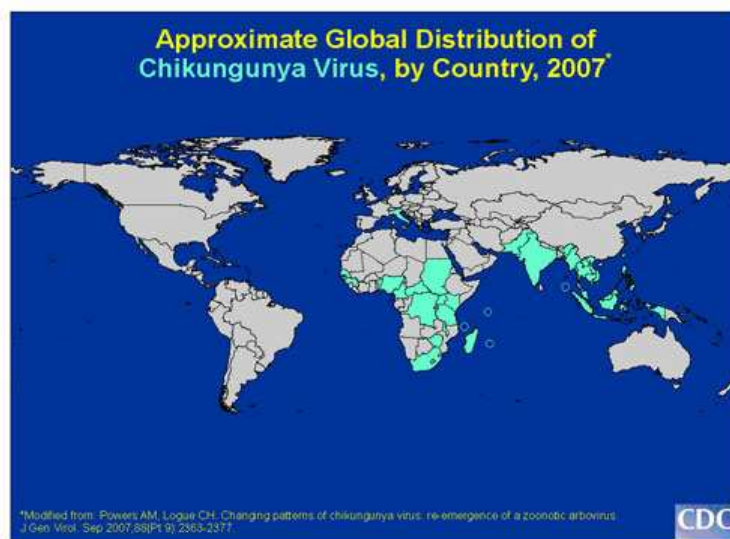 Approximate Global Distribution of
Chikungunya Virus, by Country, 2007*
*Modified from: Powers AM, Logue CH. Changing patterns of chikungunya virus: re-emergence of a zoonotic arbovirus.
J Gen Virol. Sep 2007;88(Pt 9):2363-2377.
CDC